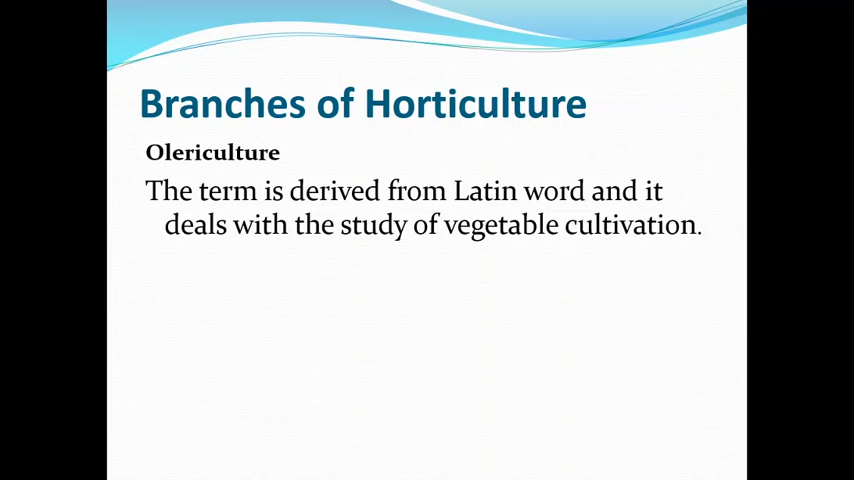 Branches of Horticulture
Olericulture
The term is derived from Latin word and it
deals with the study of vegetable cultivation.